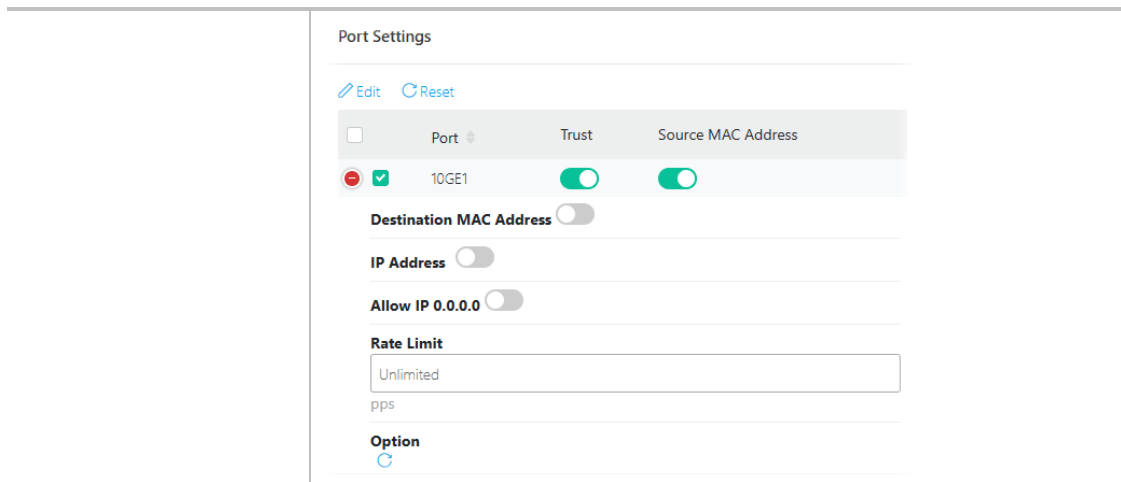 Port Settings
Edit Reset
Port Trust Source MAC Address
10GE1
Destination MAC Address
IP Address
Allow IP 0.0.0.0
Rate Limit
Unlimited
pps
Option